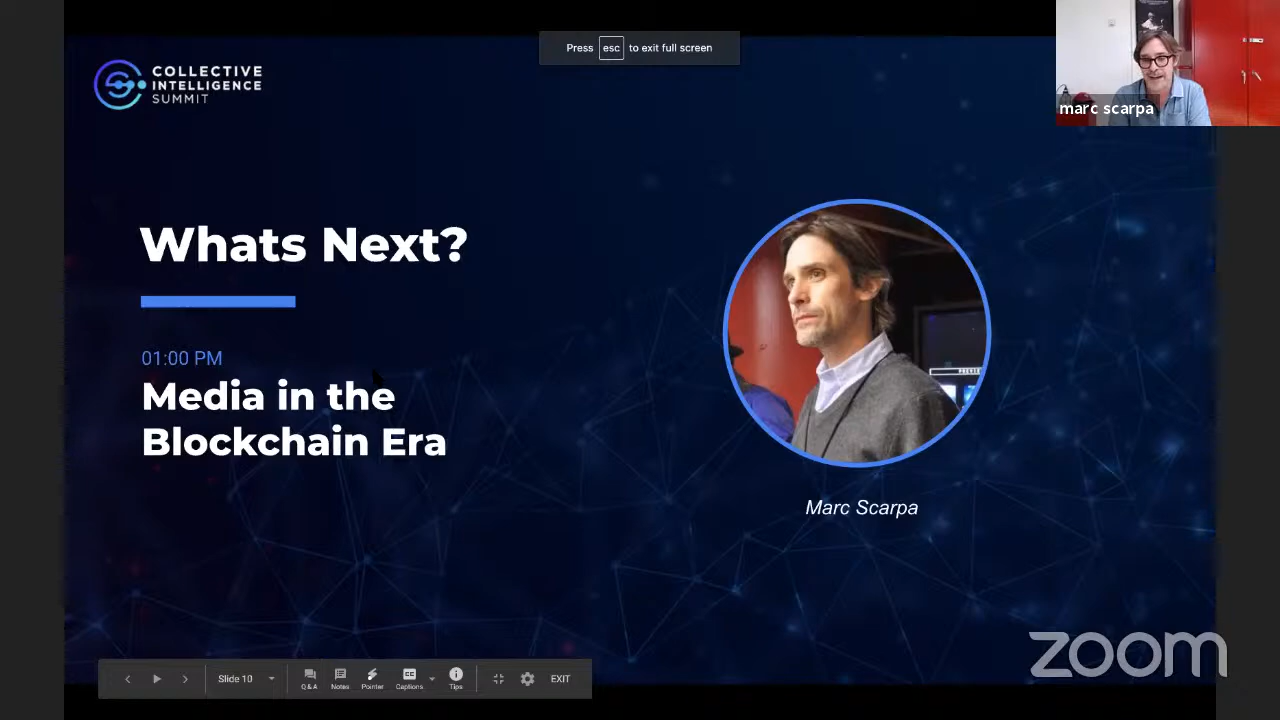 Press esc to exit full screen
COLLECTIVE
INTELLIGENCE
SUMMIT
marc scarpa
Whats Next?
01:00 PM
Media in the
Blockchain Era
Marc Scarpa
zoom
Slide 10
Q & A
Notes
Pointer
Captions
Tips
EXIT